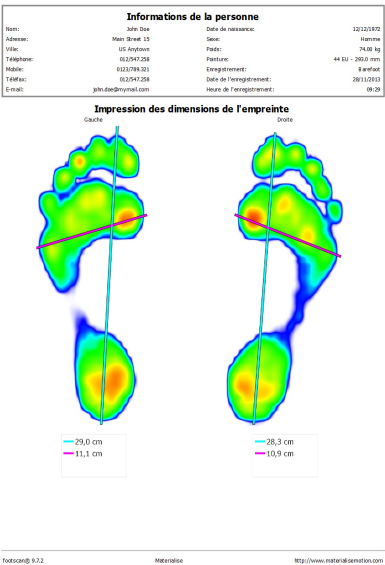 Informations de la personne
Nom: John Doe Date de naissance: 12/12/1972
Adresse: Main Street 15 Sexe: Homme
Ville: US Anytown Poids: 74.00 kg
Téléphone: 012/547.258 Pointure: 44 EU - 293.0 mm
Mobile: 0123/789.321 Enregistrement: Barefoot
Téléfax: 012/547.258 Date de l'enregistrement: 28/11/2013
E-mail: john.doe@mymail.com Heure de l'enregistrement: 09:29
Impression des dimensions de l'empreinte
Gauche Droite
29,0 cm 28,3 cm
11,1 cm 10,9 cm
footscan® 9.7.2 Materialise http://www.materialisemotion.com